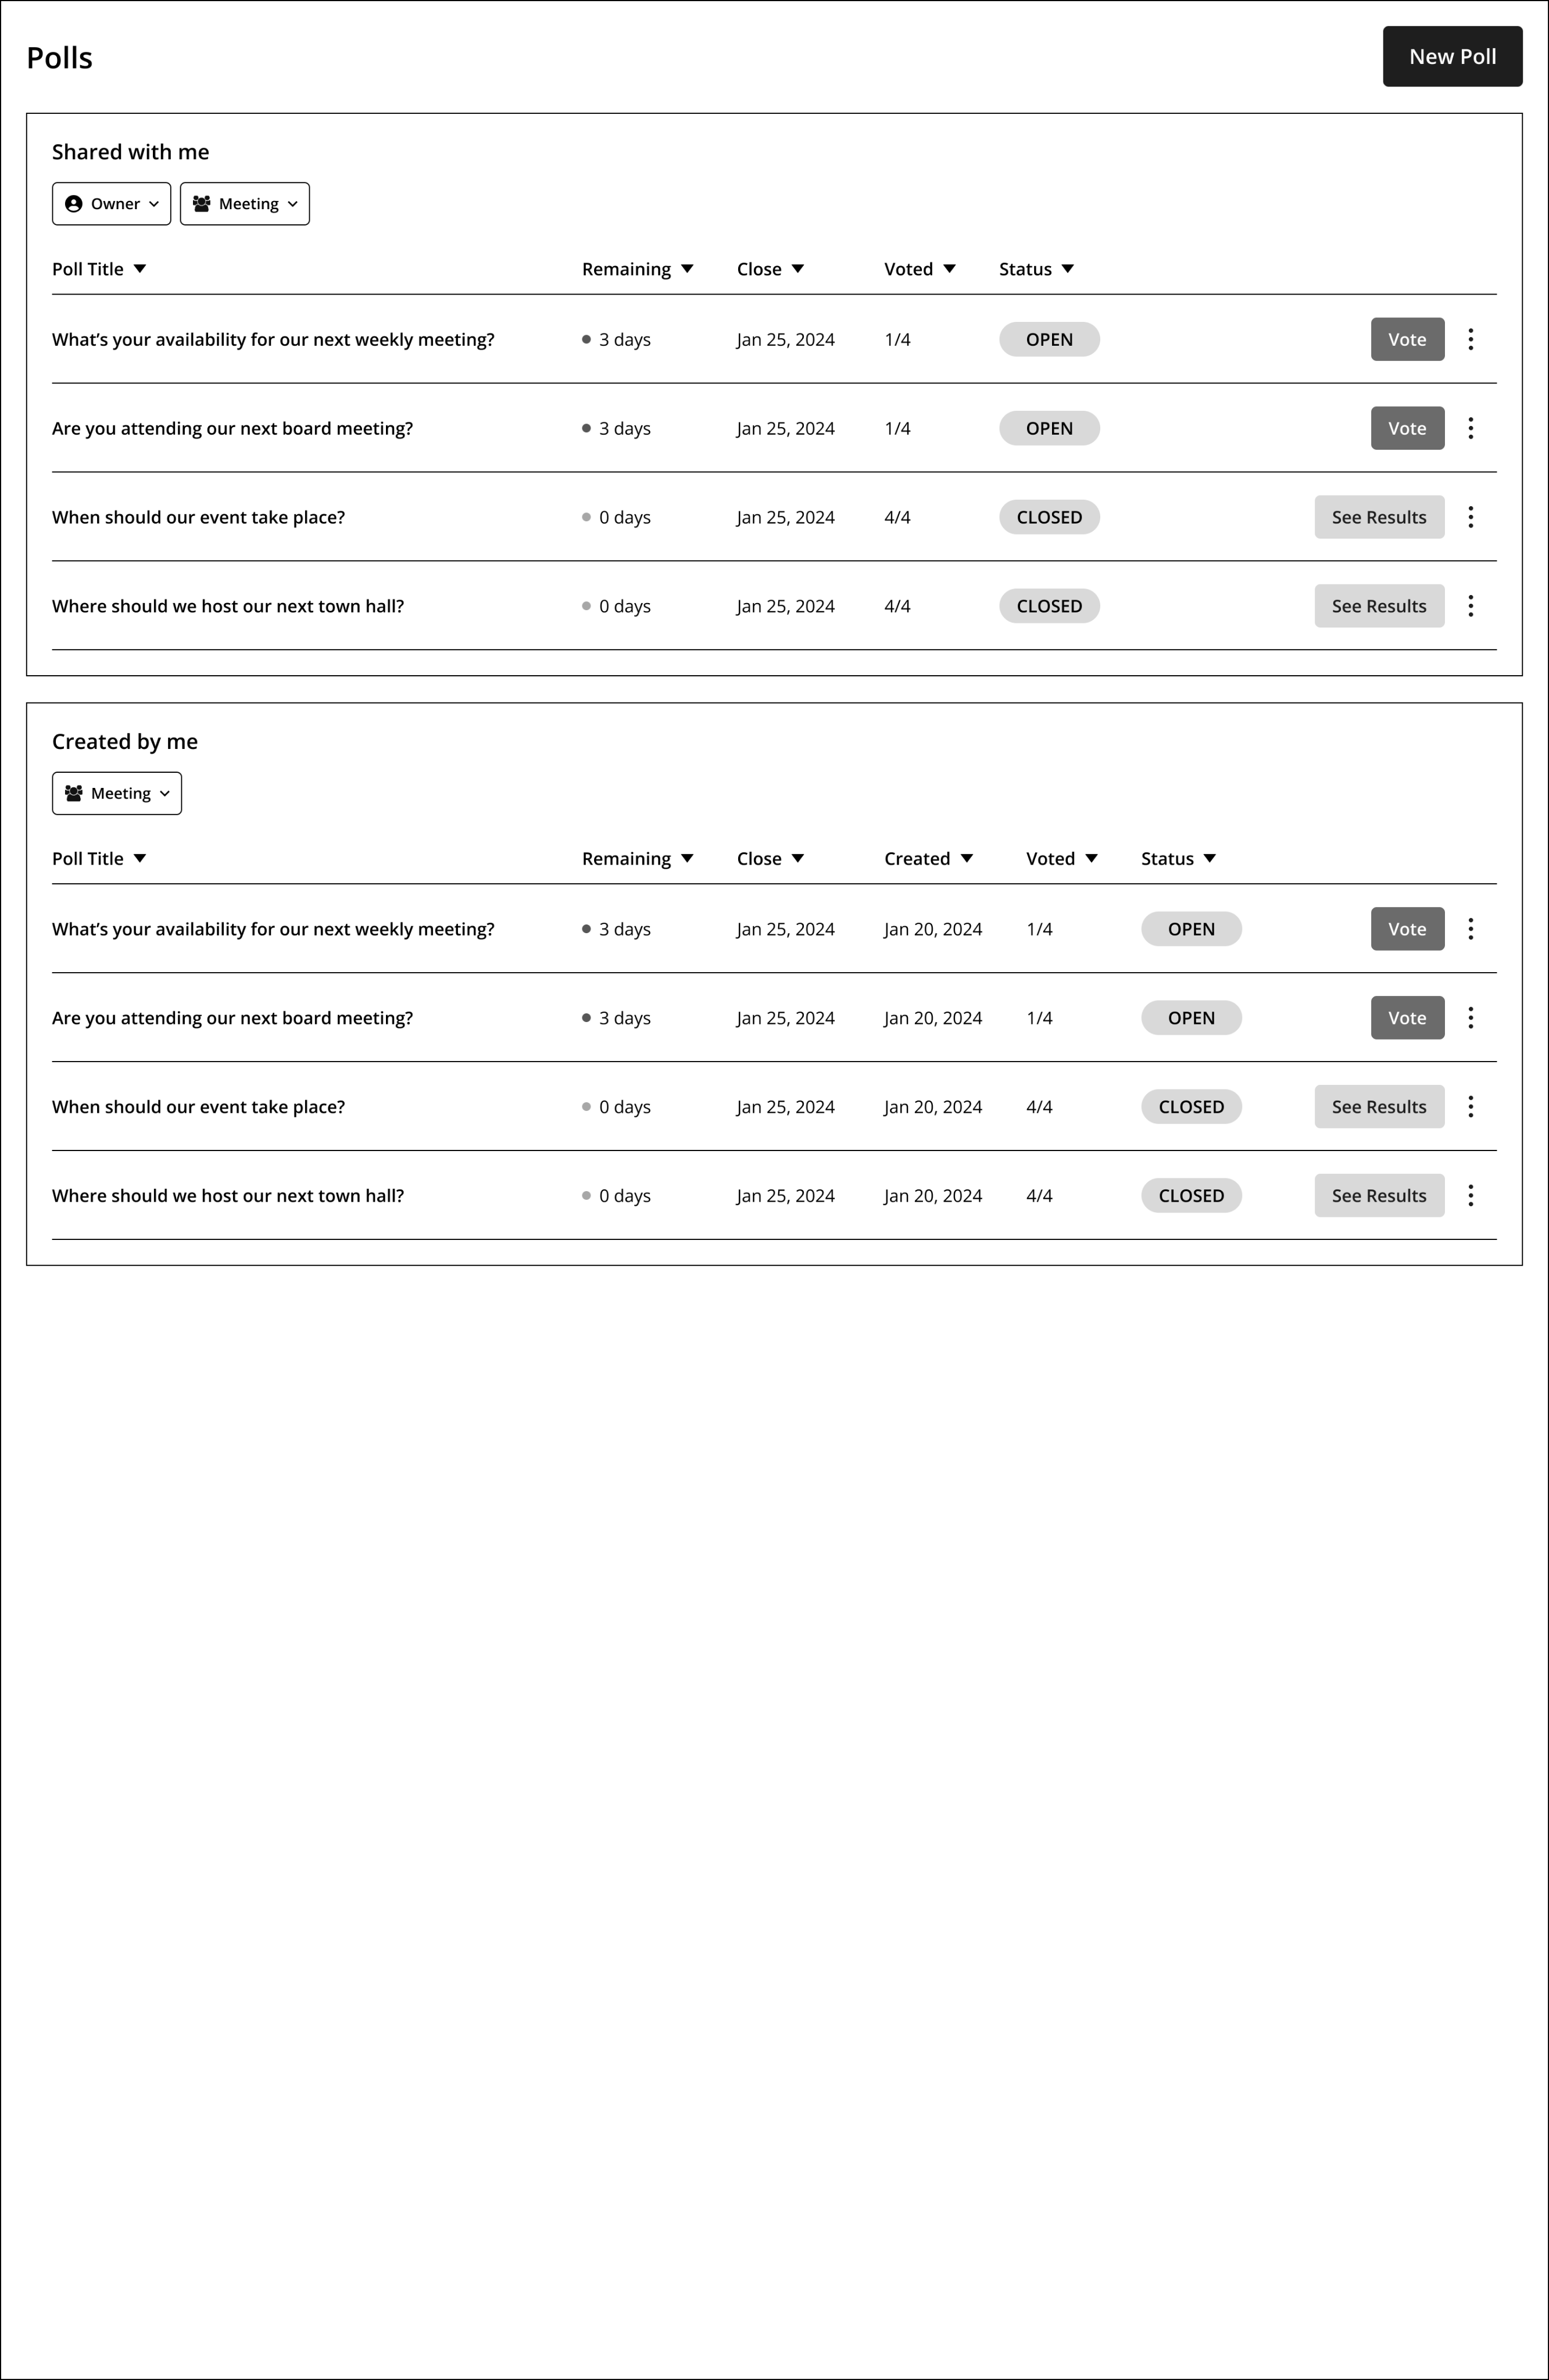 Polls
New Poll
Shared with me
Owner Meeting
Poll Title Remaining Close Voted Status
What’s your availability for our next weekly meeting? 3 days Jan 25, 2024 1/4 OPEN Vote
Are you attending our next board meeting? 3 days Jan 25, 2024 1/4 OPEN Vote
When should our event take place? 0 days Jan 25, 2024 4/4 CLOSED See Results
Where should we host our next town hall? 0 days Jan 25, 2024 4/4 CLOSED See Results
Created by me
Meeting
Poll Title Remaining Close Created Voted Status
What’s your availability for our next weekly meeting? 3 days Jan 25, 2024 Jan 20, 2024 1/4 OPEN Vote
Are you attending our next board meeting? 3 days Jan 25, 2024 Jan 20, 2024 1/4 OPEN Vote
When should our event take place? 0 days Jan 25, 2024 Jan 20, 2024 4/4 CLOSED See Results
Where should we host our next town hall? 0 days Jan 25, 2024 Jan 20, 2024 4/4 CLOSED See Results